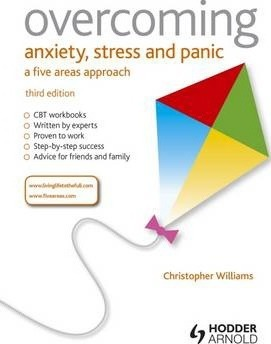 overcoming
anxiety, stress and panic
a five areas approach
third edition
CBT workbooks
Written by experts
Proven to work
Step-by-step success
Advice for friends and family
www.livinglifetothefull.com
www.fiveareas.com
Christopher Williams
HODDER
ARNOLD